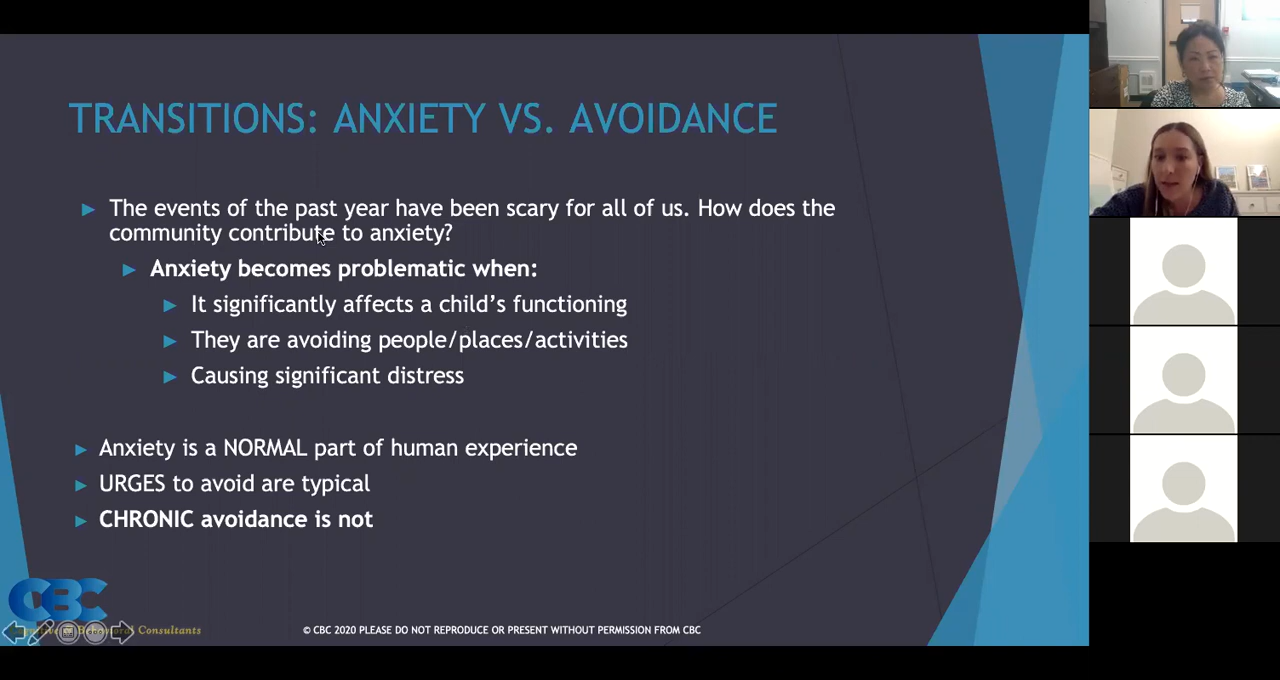 TRANSITIONS: ANXIETY VS. AVOIDANCE
The events of the past year have been scary for all of us. How does the
community contribute to anxiety?
Anxiety becomes problematic when:
It significantly affects a child's functioning
They are avoiding people/places/activities
Causing significant distress
Anxiety is a NORMAL part of human experience
URGES to avoid are typical
CHRONIC avoidance is not
CBC
Behavioral Consultants
© CBC 2020 PLEASE DO NOT REPRODUCE OR PRESENT WITHOUT PERMISSION FROM CBC